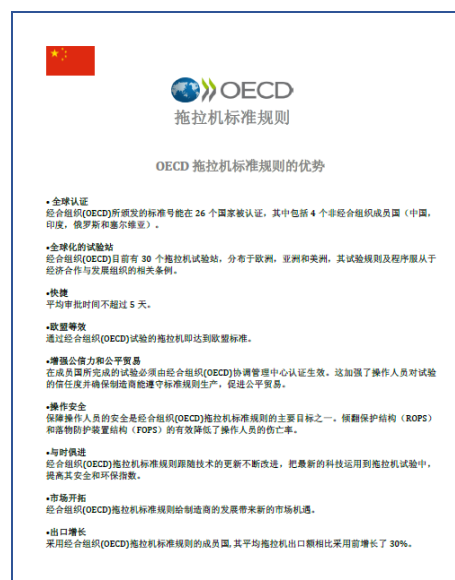 OECD
拖拉机标准规则
OECD 拖拉机标准规则的优势
• 全球认证
经合组织(OECD)所颁发的标准号能在 26 个国家被认证，其中包括 4 个非经合组织成员国（中国，
印度，俄罗斯和塞尔维亚）。
•全球化的试验站
经合组织(OECD)目前有 30 个拖拉机试验站，分布于欧洲，亚洲和美洲，其试验规则及程序服从于
经济合作与发展组织的相关条例。
•快捷
平均审批时间不超过 5 天。
•欧盟等效
通过经合组织(OECD)试验的拖拉机即达到欧盟标准。
•增强公信力和公平贸易
在成员国所完成的试验必须由经合组织(OECD)协调管理中心认证生效。这加强了操作人员对试验
的信任度并确保制造商能遵守标准规则生产，促进公平贸易。
•操作安全
保障操作人员的安全是经合组织(OECD)拖拉机标准规则的主要目标之一。倾翻保护结构（ROPS）
和落物防护装置结构（FOPS）的有效降低了操作人员的伤亡率。
•与时俱进
经合组织(OECD)拖拉机标准规则跟随技术的更新不断改进，把最新的科技运用到拖拉机试验中，
提高其安全和环保指数。
•市场开拓
经合组织(OECD)拖拉机标准规则给制造商的发展带来新的市场机遇。
•出口增长
采用经合组织(OECD)拖拉机标准规则的成员国,其平均拖拉机出口额相比采用前增长了 30%。